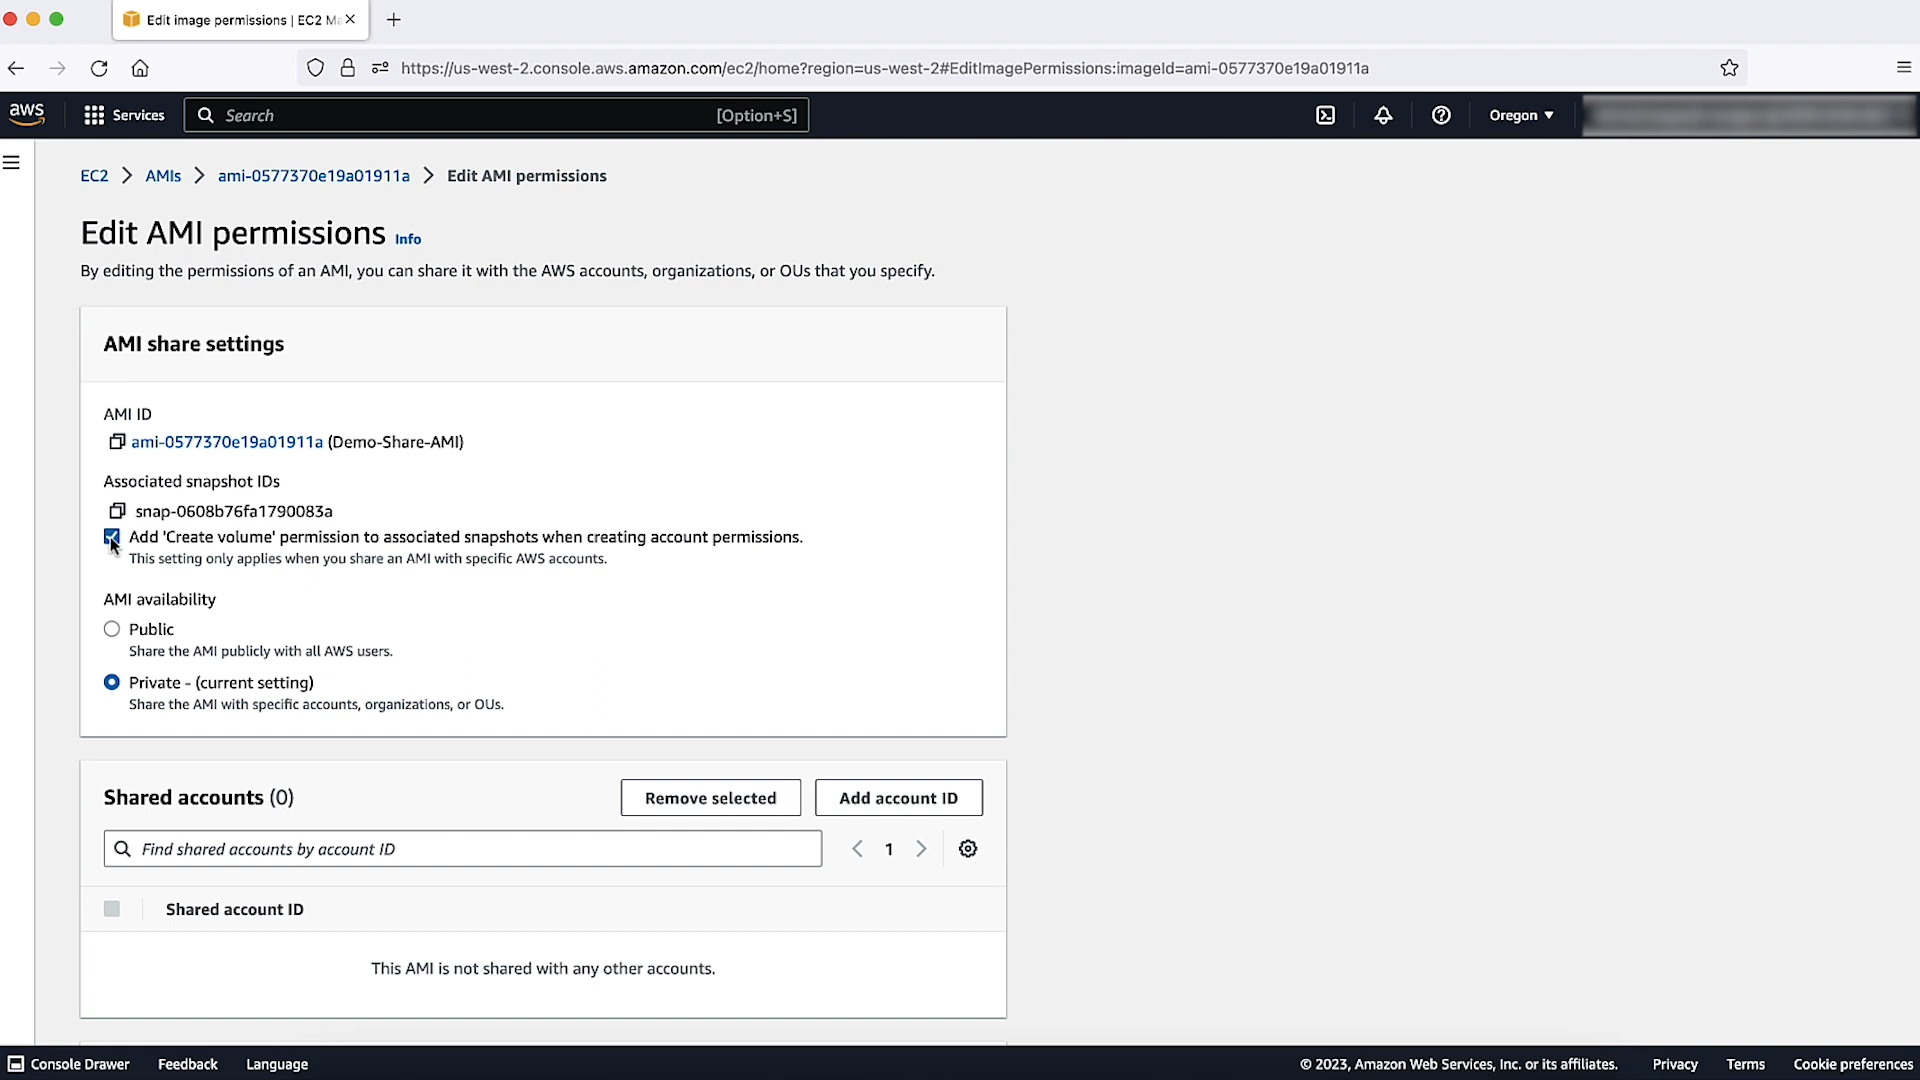 Edit image permissions | EC2 M
https://us-west-2.console.aws.amazon.com/ec2/home?region=us-west-2#EditImagePermissions:imageId=ami-0577370e19a01911a
aws
Services
Search
[Option+S]
Oregon
EC2
AMIs
ami-0577370e19a01911a
Edit AMI permissions
Edit AMI permissions Info
By editing the permissions of an AMI, you can share it with the AWS accounts, organizations, or OUs that you specify.
AMI share settings
AMI ID
ami-0577370e19a01911a (Demo-Share-AMI)
Associated snapshot IDs
snap-0608b76fa1790083a
Add 'Create volume' permission to associated snapshots when creating account permissions.
This setting only applies when you share an AMI with specific AWS accounts.
AMI availability
Public
Share the AMI publicly with all AWS users.
Private - (current setting)
Share the AMI with specific accounts, organizations, or OUs.
Shared accounts (0)
Remove selected
Add account ID
Find shared accounts by account ID
1
Shared account ID
This AMI is not shared with any other accounts.
Console Drawer
Feedback
Language
© 2023, Amazon Web Services, Inc. or its affiliates.
Privacy
Terms
Cookie preferences